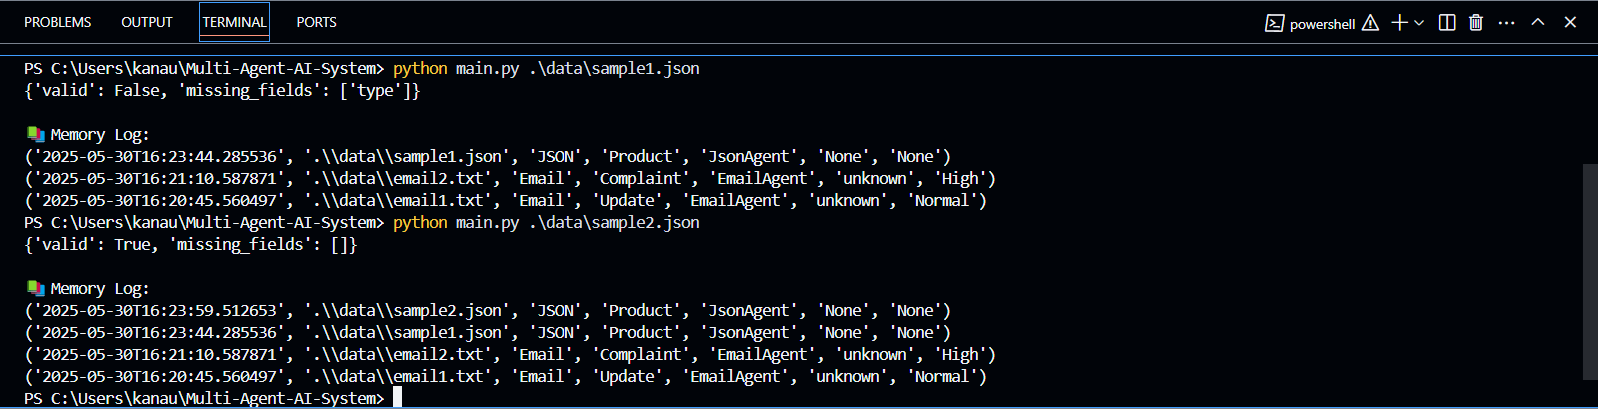 PROBLEMS OUTPUT TERMINAL PORTS powershell
PS C:\Users\kanau\Multi-Agent-AI-System> python main.py .\data\sample1.json
{'valid': False, 'missing_fields': ['type']}
Memory Log:
('2025-05-30T16:23:44.285536', '.\\data\\sample1.json', 'JSON', 'Product', 'JsonAgent', 'None', 'None')
('2025-05-30T16:21:10.587871', '.\\data\\email2.txt', 'Email', 'Complaint', 'EmailAgent', 'unknown', 'High')
('2025-05-30T16:20:45.560497', '.\\data\\email1.txt', 'Email', 'Update', 'EmailAgent', 'unknown', 'Normal')
PS C:\Users\kanau\Multi-Agent-AI-System> python main.py .\data\sample2.json
{'valid': True, 'missing_fields': []}
Memory Log:
('2025-05-30T16:23:59.512653', '.\\data\\sample2.json', 'JSON', 'Product', 'JsonAgent', 'None', 'None')
('2025-05-30T16:23:44.285536', '.\\data\\sample1.json', 'JSON', 'Product', 'JsonAgent', 'None', 'None')
('2025-05-30T16:21:10.587871', '.\\data\\email2.txt', 'Email', 'Complaint', 'EmailAgent', 'unknown', 'High')
('2025-05-30T16:20:45.560497', '.\\data\\email1.txt', 'Email', 'Update', 'EmailAgent', 'unknown', 'Normal')
PS C:\Users\kanau\Multi-Agent-AI-System>